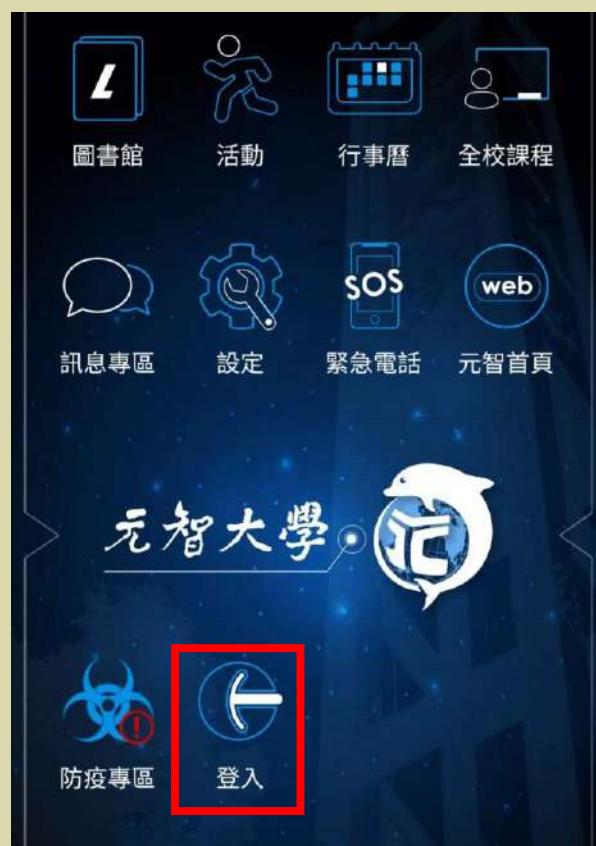 圖書館 活動 行事曆 全校課程
SOS web
訊息專區 設定 緊急電話 元智首頁
元智大學
防疫專區 登入